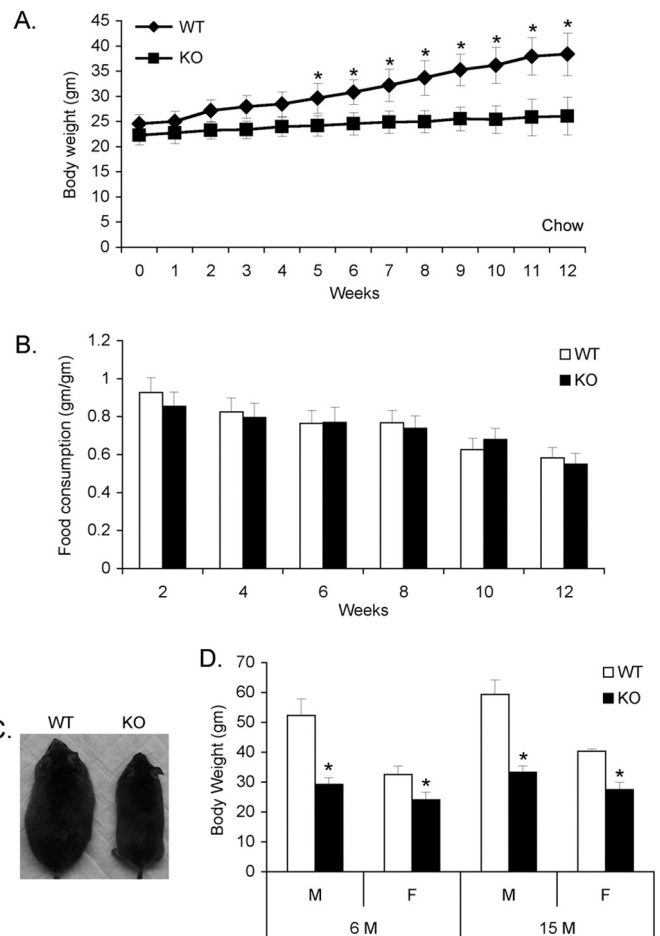 A.
WT
KO
Body weight (gm)
45
40
35
30
25
20
15
10
5
0
* * * * * * * *
Chow
0 1 2 3 4 5 6 7 8 9 10 11 12
Weeks
B.
WT
KO
Food consumption (gm/gm)
1.2
1
0.8
0.6
0.4
0.2
0
2 4 6 8 10 12
Weeks
C.
WT KO
D.
WT
KO
Body Weight (gm)
70
60
50
40
30
20
10
0
* * * *
M F M F
6 M 15 M